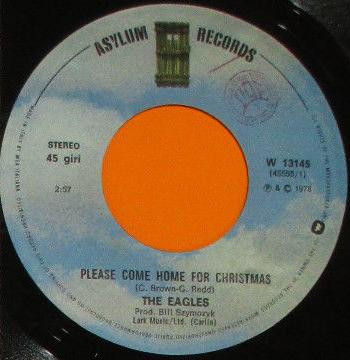 ASYLUM RECORDS
STEREO
45 giri
2:57
W 13145
(45555/1)
℗ & © 1978
PLEASE COME HOME FOR CHRISTMAS
(C. Brown-G. Redd)
THE EAGLES
Prod. Bill Szymozyk
Lark Music/Ltd. (Carlin)